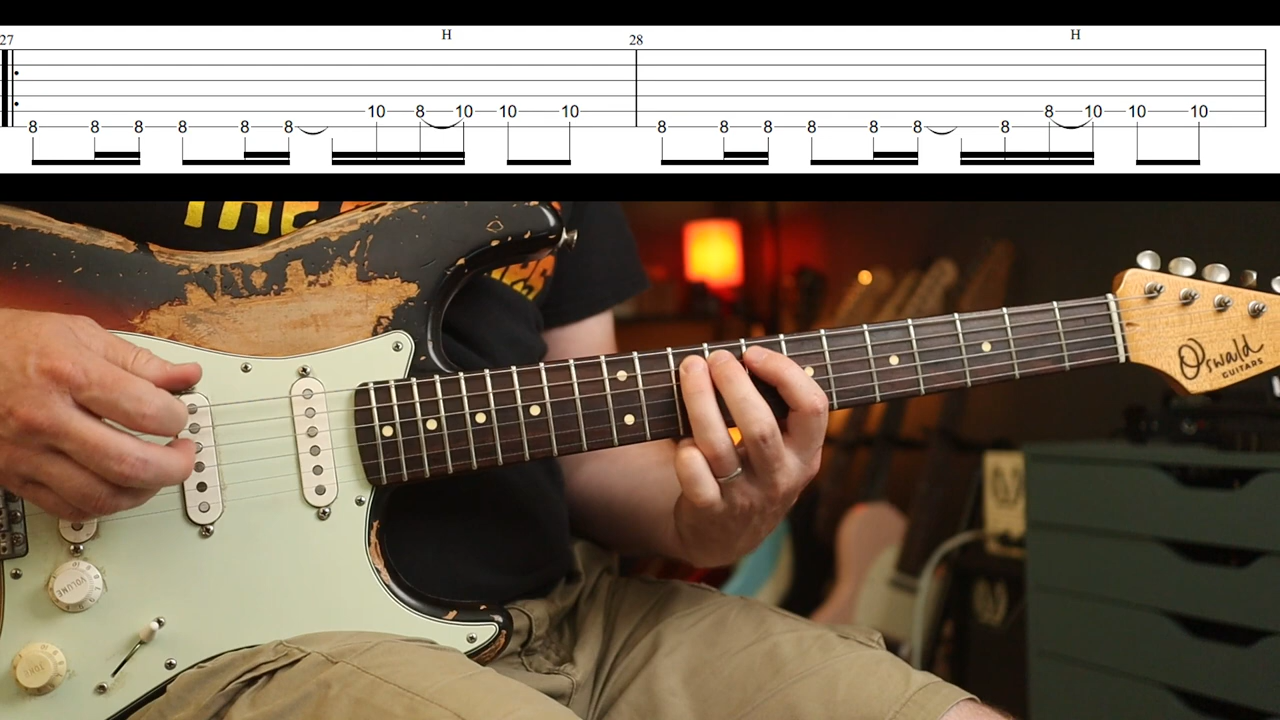 27 H 28 H
10 8 10 10 10 8 10 10 10
8 8 8 8 8 8 8 8 8 8 8 8 8
THE
Oswald
GUITARS
VOLUME
TONE